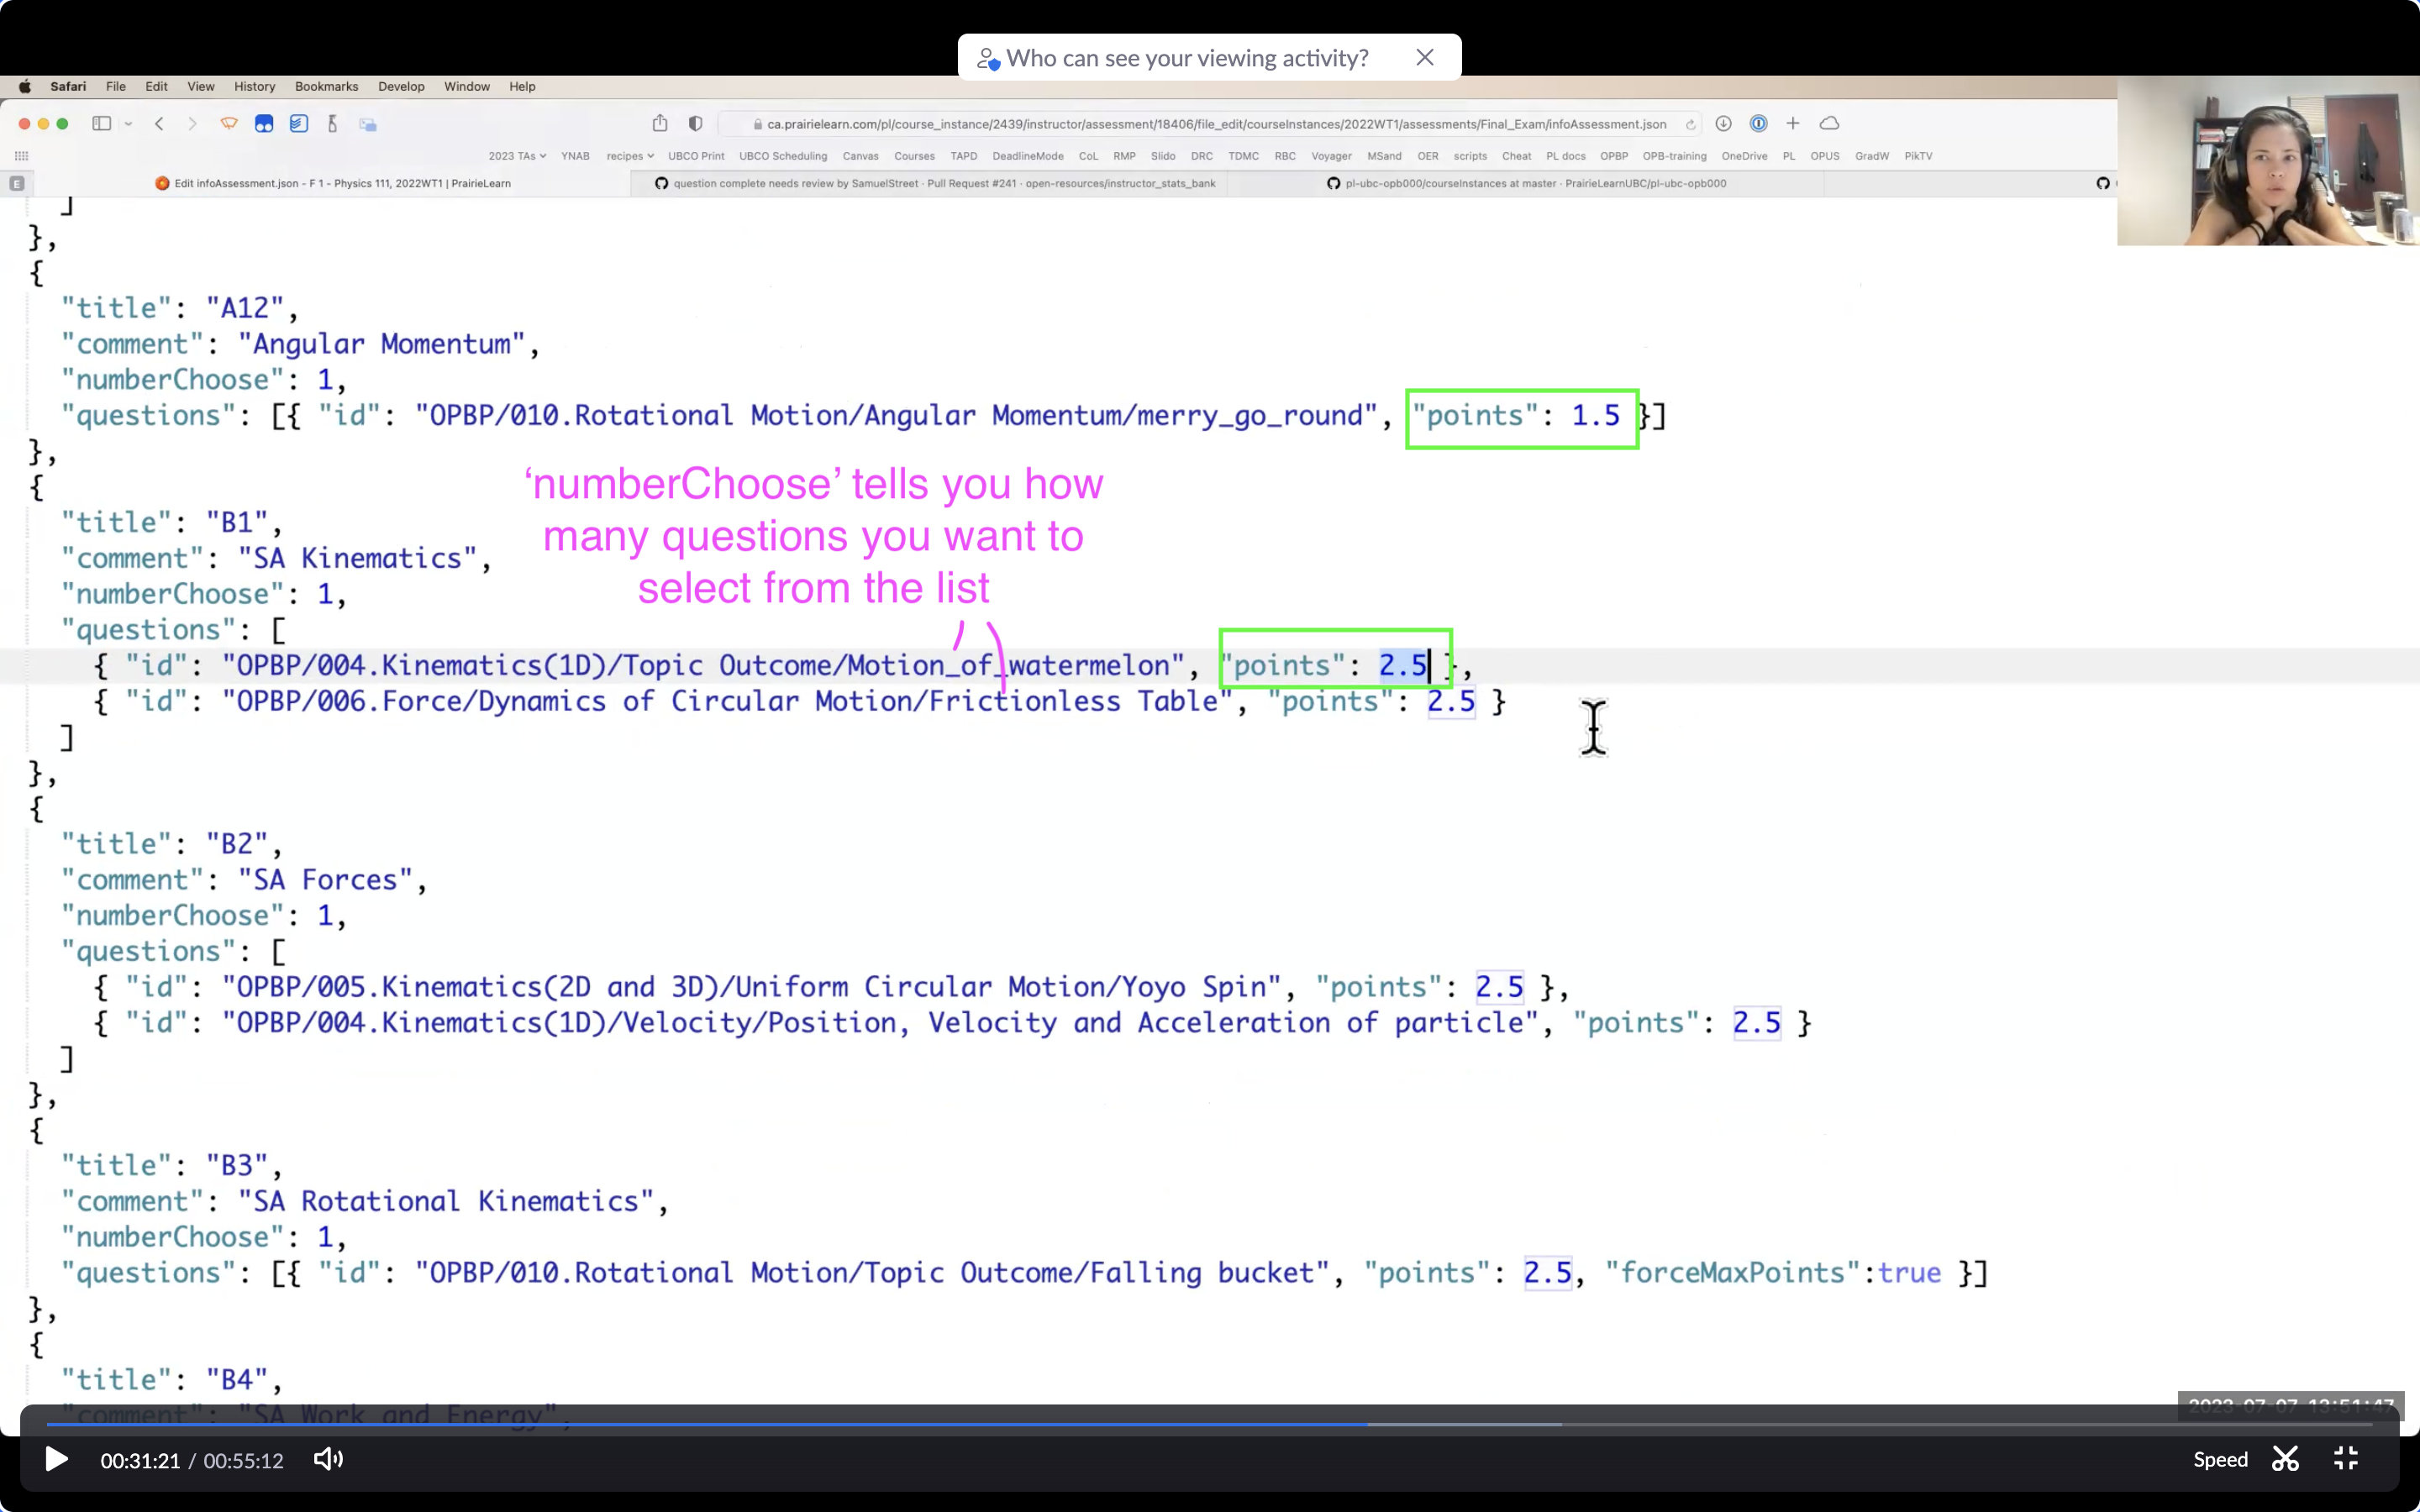 Who can see your viewing activity?
Safari File Edit View History Bookmarks Develop Window Help
ca.prairielearn.com/pl/course_instance/2439/instructor/assessment/18406/file_edit/courseInstances/2022WT1/assessments/Final_Exam/infoAssessment.json
2023 TAs YNAB recipes UBCO Print UBCO Scheduling Canvas Courses TAPD DeadlineMode CoL RMP Slido DRC TDMC RBC Voyager MSand OER scripts Cheat PL docs OPBP OPB-training OneDrive PL OPUS GradW PikTV
E Edit infoAssessment.json - F 1 - Physics 111, 2022WT1 | PrairieLearn question complete needs review by SamuelStreet · Pull Request #241 · open-resources/instructor_stats_bank pl-ubc-opb000/courseInstances at master · PrairieLearnUBC/pl-ubc-opb000
]
},
{
"title": "A12",
"comment": "Angular Momentum",
"numberChoose": 1,
"questions": [{ "id": "OPBP/010.Rotational Motion/Angular Momentum/merry_go_round", "points": 1.5 }]
},
{
‘numberChoose’ tells you how
many questions you want to
select from the list
"title": "B1",
"comment": "SA Kinematics",
"numberChoose": 1,
"questions": [
{ "id": "OPBP/004.Kinematics(1D)/Topic Outcome/Motion_of_watermelon", "points": 2.5 },
{ "id": "OPBP/006.Force/Dynamics of Circular Motion/Frictionless Table", "points": 2.5 }
]
},
{
"title": "B2",
"comment": "SA Forces",
"numberChoose": 1,
"questions": [
{ "id": "OPBP/005.Kinematics(2D and 3D)/Uniform Circular Motion/Yoyo Spin", "points": 2.5 },
{ "id": "OPBP/004.Kinematics(1D)/Velocity/Position, Velocity and Acceleration of particle", "points": 2.5 }
]
},
{
"title": "B3",
"comment": "SA Rotational Kinematics",
"numberChoose": 1,
"questions": [{ "id": "OPBP/010.Rotational Motion/Topic Outcome/Falling bucket", "points": 2.5, "forceMaxPoints":true }]
},
{
"title": "B4",
"comment": "SA Work and Energy",
2023-07-07 13:51:47
00:31:21 / 00:55:12
Speed